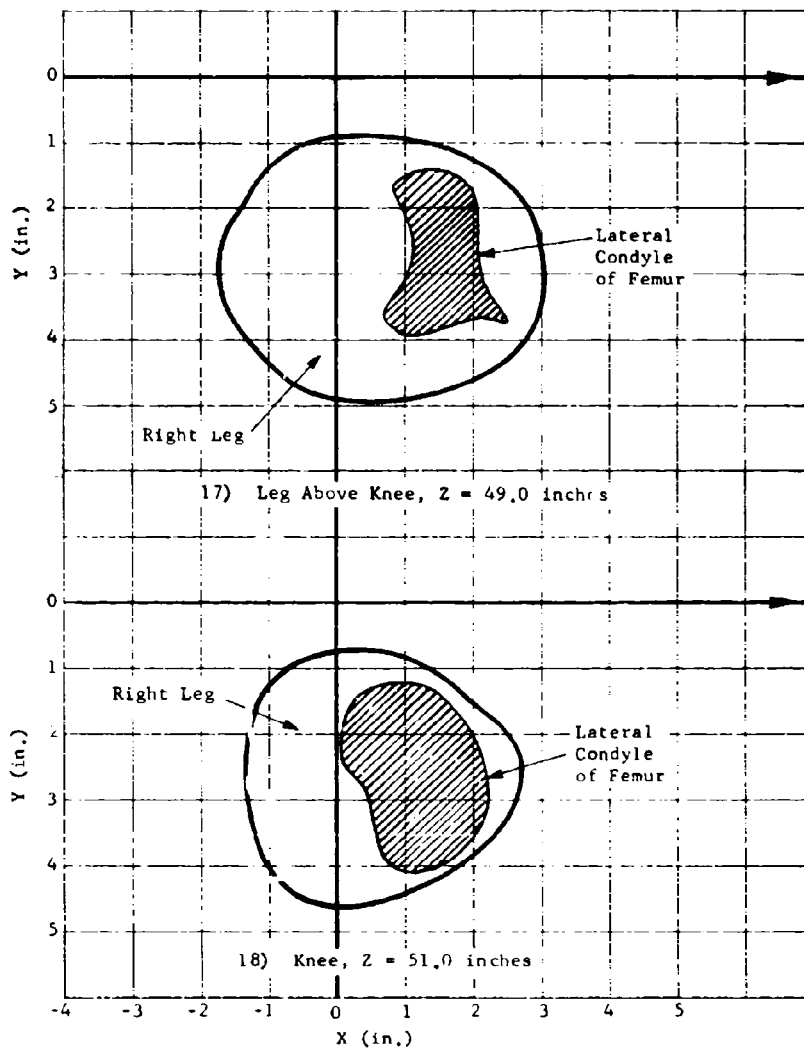 0
1
2
3
4
5
Y (in.)
Lateral
Condyle
of Femur
Right Leg
17) Leg Above Knee, Z = 49.0 inches
0
1
2
3
4
5
Y (in.)
Right Leg
Lateral
Condyle
of Femur
18) Knee, Z = 51.0 inches
-4 -3 -2 -1 0 1 2 3 4 5
X (in.)